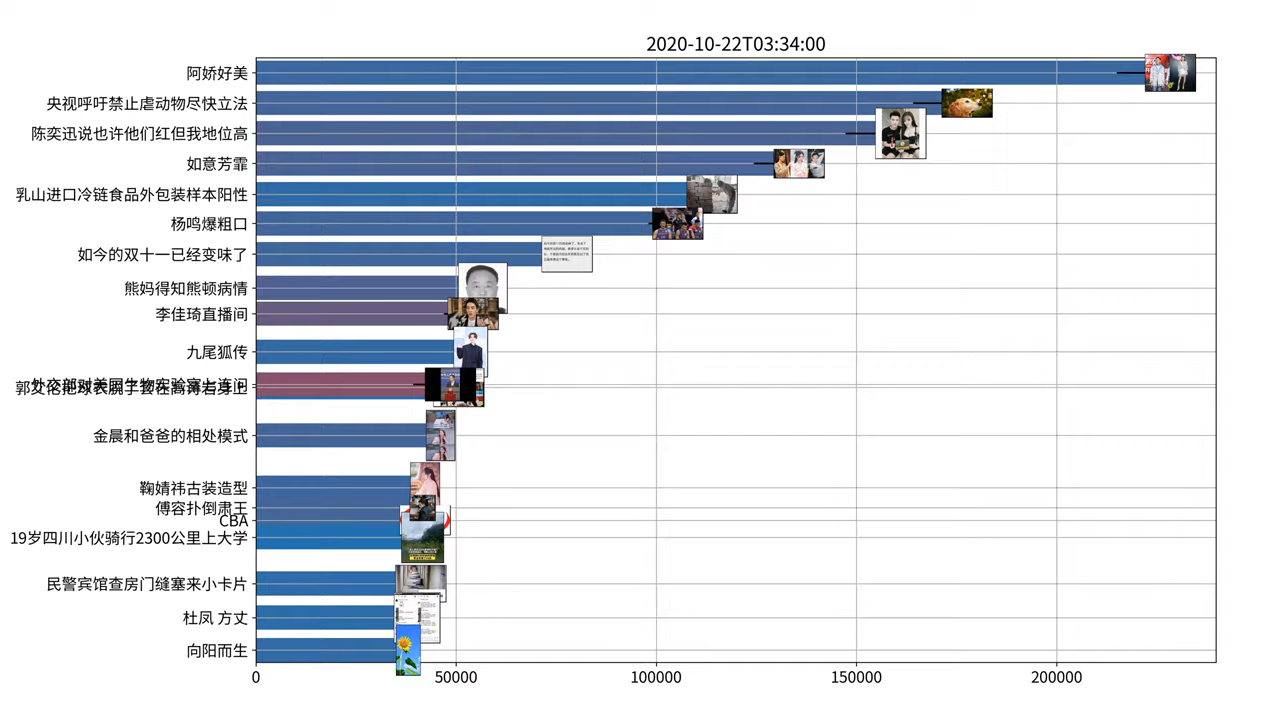 2020-10-22T03:34:00
阿娇好美
央视呼吁禁止虐动物尽快立法
陈奕迅说也许他们红但我地位高
如意芳霏
乳山进口冷链食品外包装样本阳性
杨鸣爆粗口
如今的双十一已经变味了
熊妈得知熊顿病情
李佳琦直播间
九尾狐传
金晨和爸爸的相处模式
鞠婧祎古装造型
傅容扑倒肃王
CBA
19岁四川小伙骑行2300公里上大学
民警宾馆查房门缝塞来小卡片
杜凤 方丈
向阳而生
0 50000 100000 150000 200000